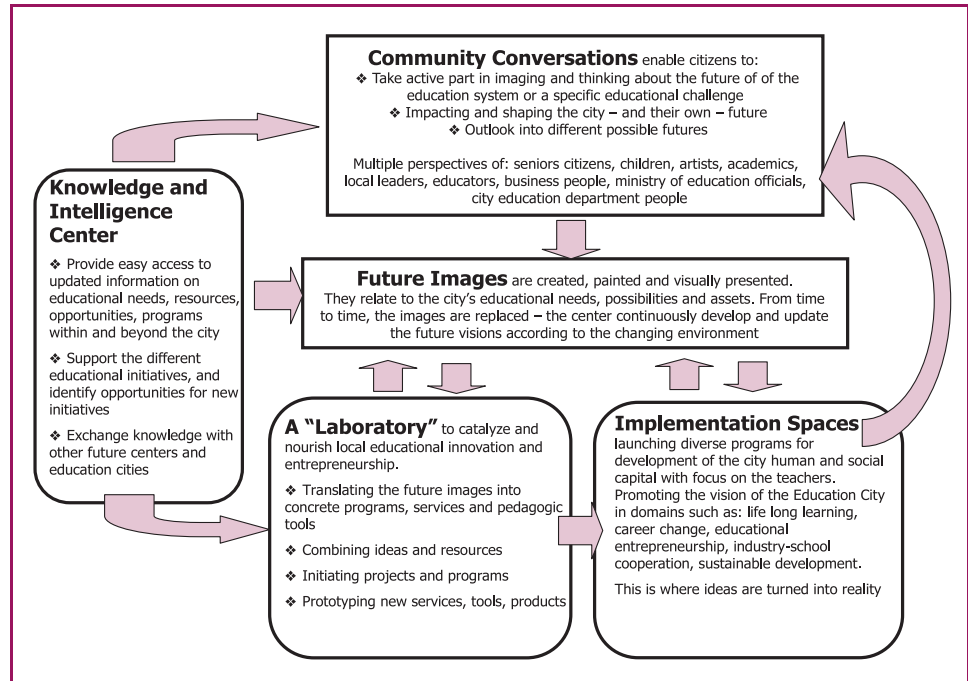 Community Conversations enable citizens to:
❖ Take active part in imaging and thinking about the future of of the
education system or a specific educational challenge
❖ Impacting and shaping the city – and their own – future
❖ Outlook into different possible futures
Multiple perspectives of: seniors citizens, children, artists, academics,
local leaders, educators, business people, ministry of education officials,
city education department people
Knowledge and
Intelligence
Center
❖ Provide easy access to
updated information on
educational needs, resources,
opportunities, programs
within and beyond the city
❖ Support the different
educational initiatives, and
identify opportunities for new
initiatives
❖ Exchange knowledge with
other future centers and
education cities
Future Images are created, painted and visually presented.
They relate to the city's educational needs, possibilities and assets. From time
to time, the images are replaced – the center continuously develop and update
the future visions according to the changing environment
A “Laboratory” to catalyze and
nourish local educational innovation and
entrepreneurship.
❖ Translating the future images into
concrete programs, services and pedagogic
tools
❖ Combining ideas and resources
❖ Initiating projects and programs
❖ Prototyping new services, tools, products
Implementation Spaces
launching diverse programs for
development of the city human and social
capital with focus on the teachers.
Promoting the vision of the Education City
in domains such as: life long learning,
career change, educational
entrepreneurship, industry-school
cooperation, sustainable development.
This is where ideas are turned into reality